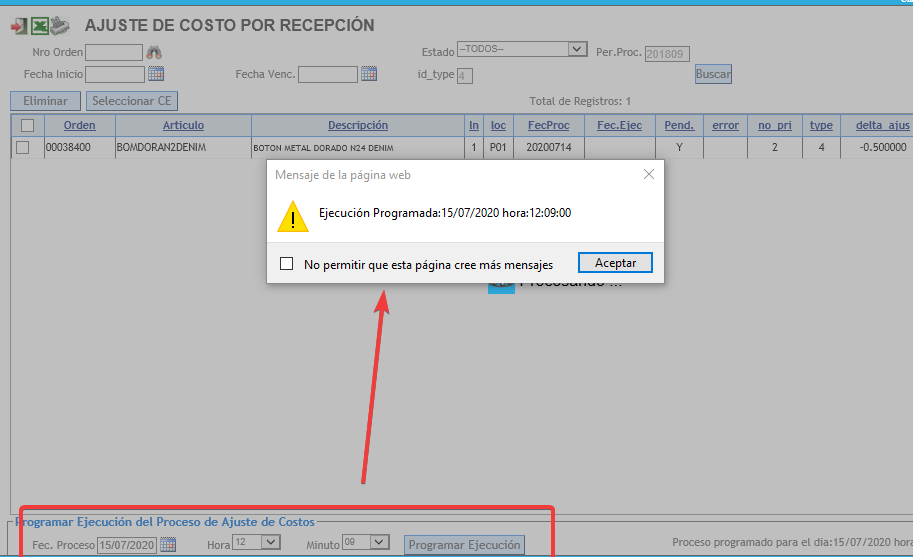 AJUSTE DE COSTO POR RECEPCIÓN
Nro Orden
Estado --TODOS-- Per.Proc. 201809
Fecha Inicio Fecha Venc. id_type 4 Buscar
Eliminar Seleccionar CE Total de Registros: 1
Orden Articulo Descripción In loc FecProc Fec.Ejec Pend. error no_pri type delta_ajus
00038400 BOMDORAN2DENIM BOTON METAL DORADO N24 DENIM 1 P01 20200714 Y 2 4 -0.500000
Mensaje de la página web
Ejecución Programada:15/07/2020 hora:12:09:00
No permitir que esta página cree más mensajes Aceptar
Procesando ...
Programar Ejecución del Proceso de Ajuste de Costos
Fec. Proceso 15/07/2020 Hora 12 Minuto 09 Programar Ejecución Proceso programado para el dia:15/07/2020 hora